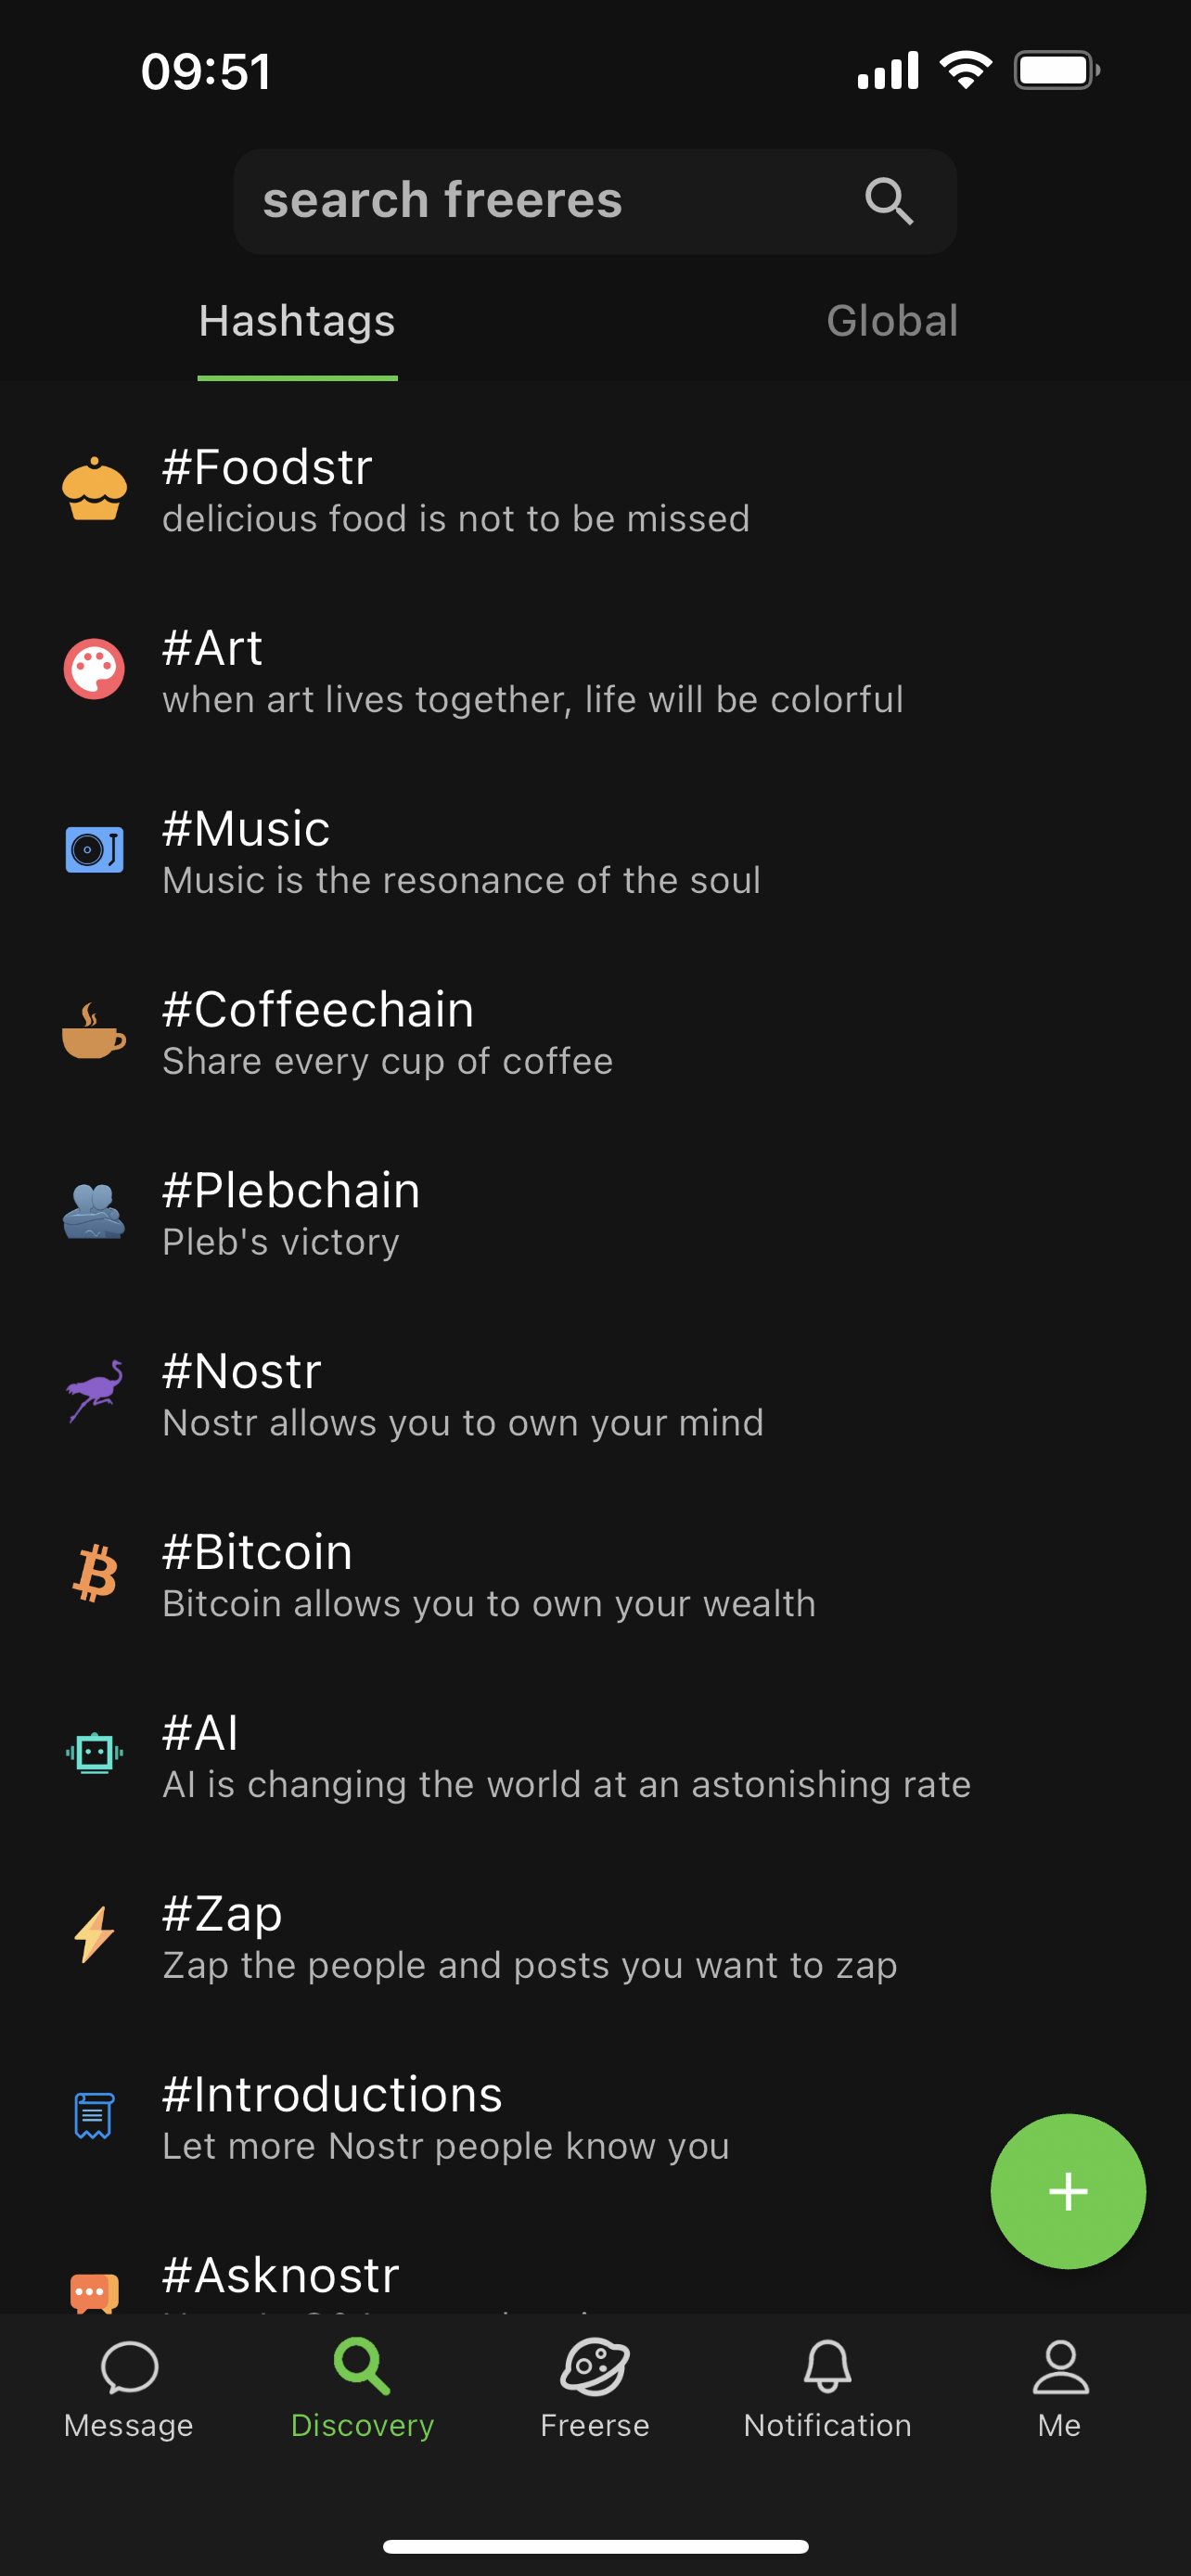 09:51
search freeres
Hashtags
Global
#Foodstr
delicious food is not to be missed
#Art
when art lives together, life will be colorful
#Music
Music is the resonance of the soul
#Coffeechain
Share every cup of coffee
#Plebchain
Pleb's victory
#Nostr
Nostr allows you to own your mind
#Bitcoin
Bitcoin allows you to own your wealth
#AI
AI is changing the world at an astonishing rate
#Zap
Zap the people and posts you want to zap
#Introductions
Let more Nostr people know you
#Asknostr
Message
Discovery
Freerse
Notification
Me